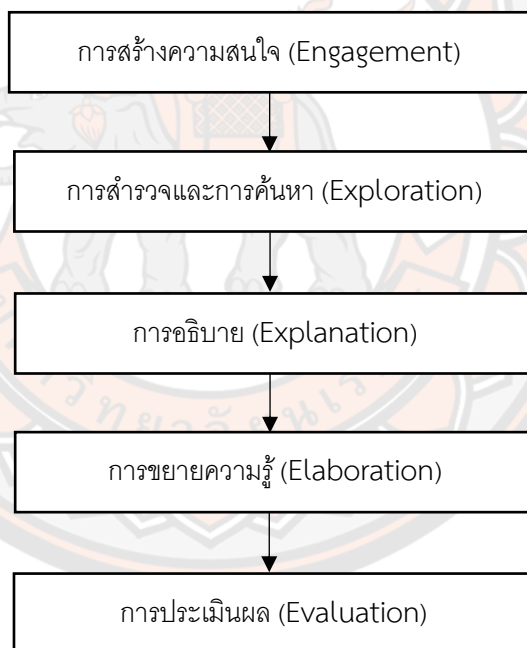 การสร้างความสนใจ (Engagement)
การสำรวจและการค้นหา (Exploration)
การอธิบาย (Explanation)
การขยายความรู้ (Elaboration)
การประเมินผล (Evaluation)